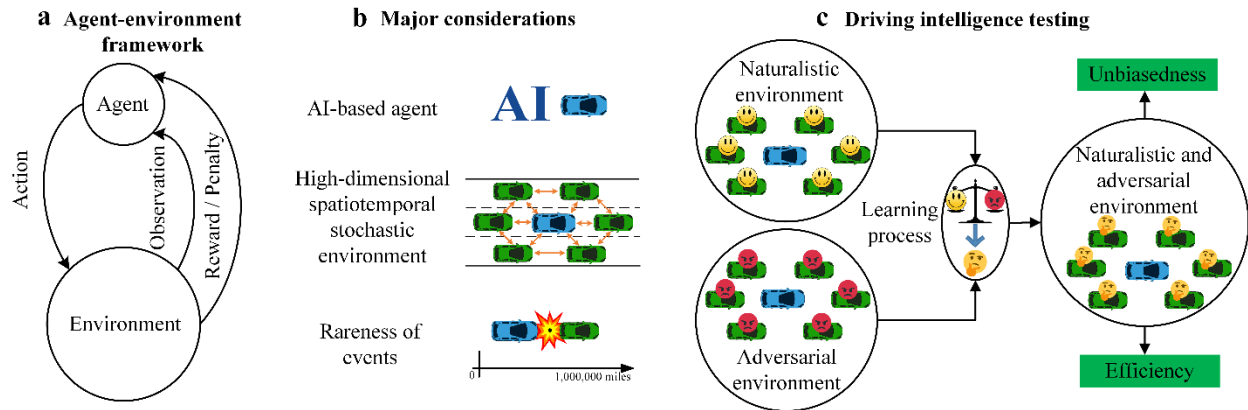 a Agent-environment
framework
Agent
Action
Observation
Reward / Penalty
Environment
b Major considerations
AI-based agent
AI
High-dimensional
spatiotemporal
stochastic
environment
Rareness of
events
0
1,000,000 miles
c Driving intelligence testing
Naturalistic
environment
Adversarial
environment
Learning
process
Unbiasedness
Naturalistic and
adversarial
environment
Efficiency